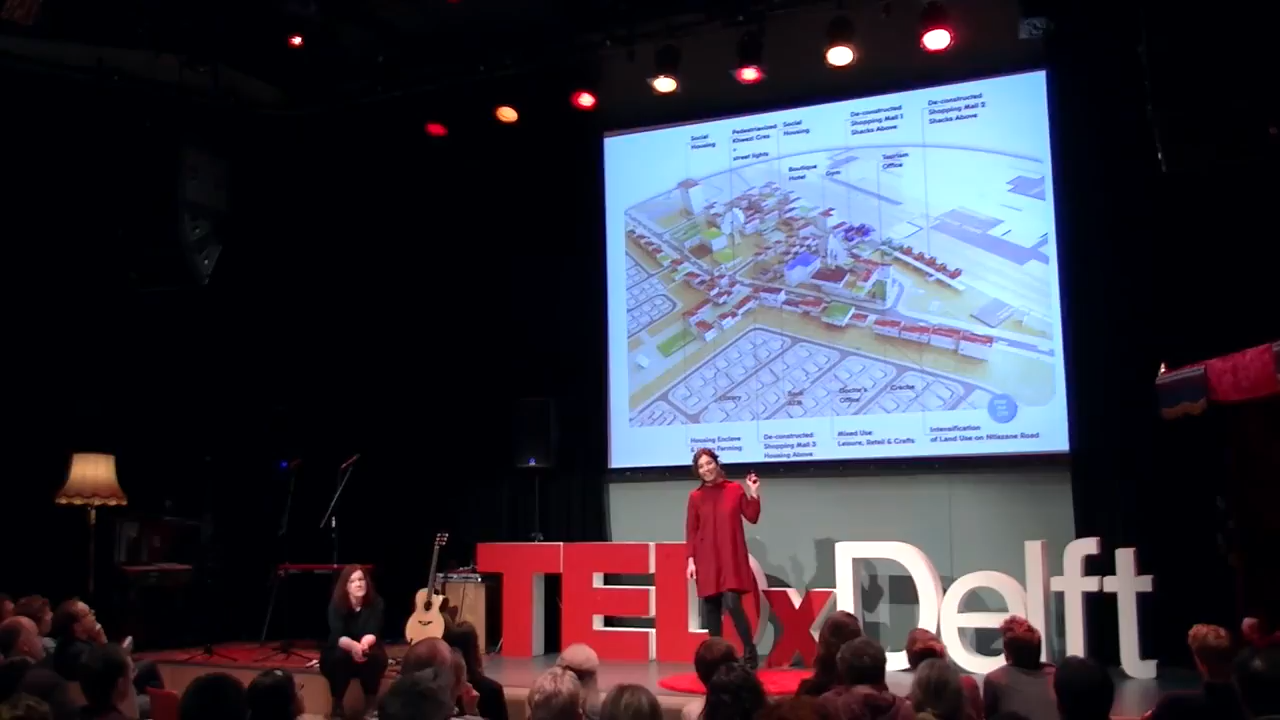 Social
Housing
Pedestrianized
Khwezi Cres
+
street lights
Social
Housing
De-constructed
Shopping Mall 1
Shacks Above
De-constructed
Shopping Mall 2
Shacks Above
Boutique
Hotel
Gym
Tourism
Office
Library
Doctor's
Office
Creche
Housing Enclave
& Urban Farming
De-constructed
Shopping Mall 3
Housing Above
Mixed Use:
Leisure, Retail & Crafts
Intensification
of Land Use on Ntlazane Road
TEDxDelft